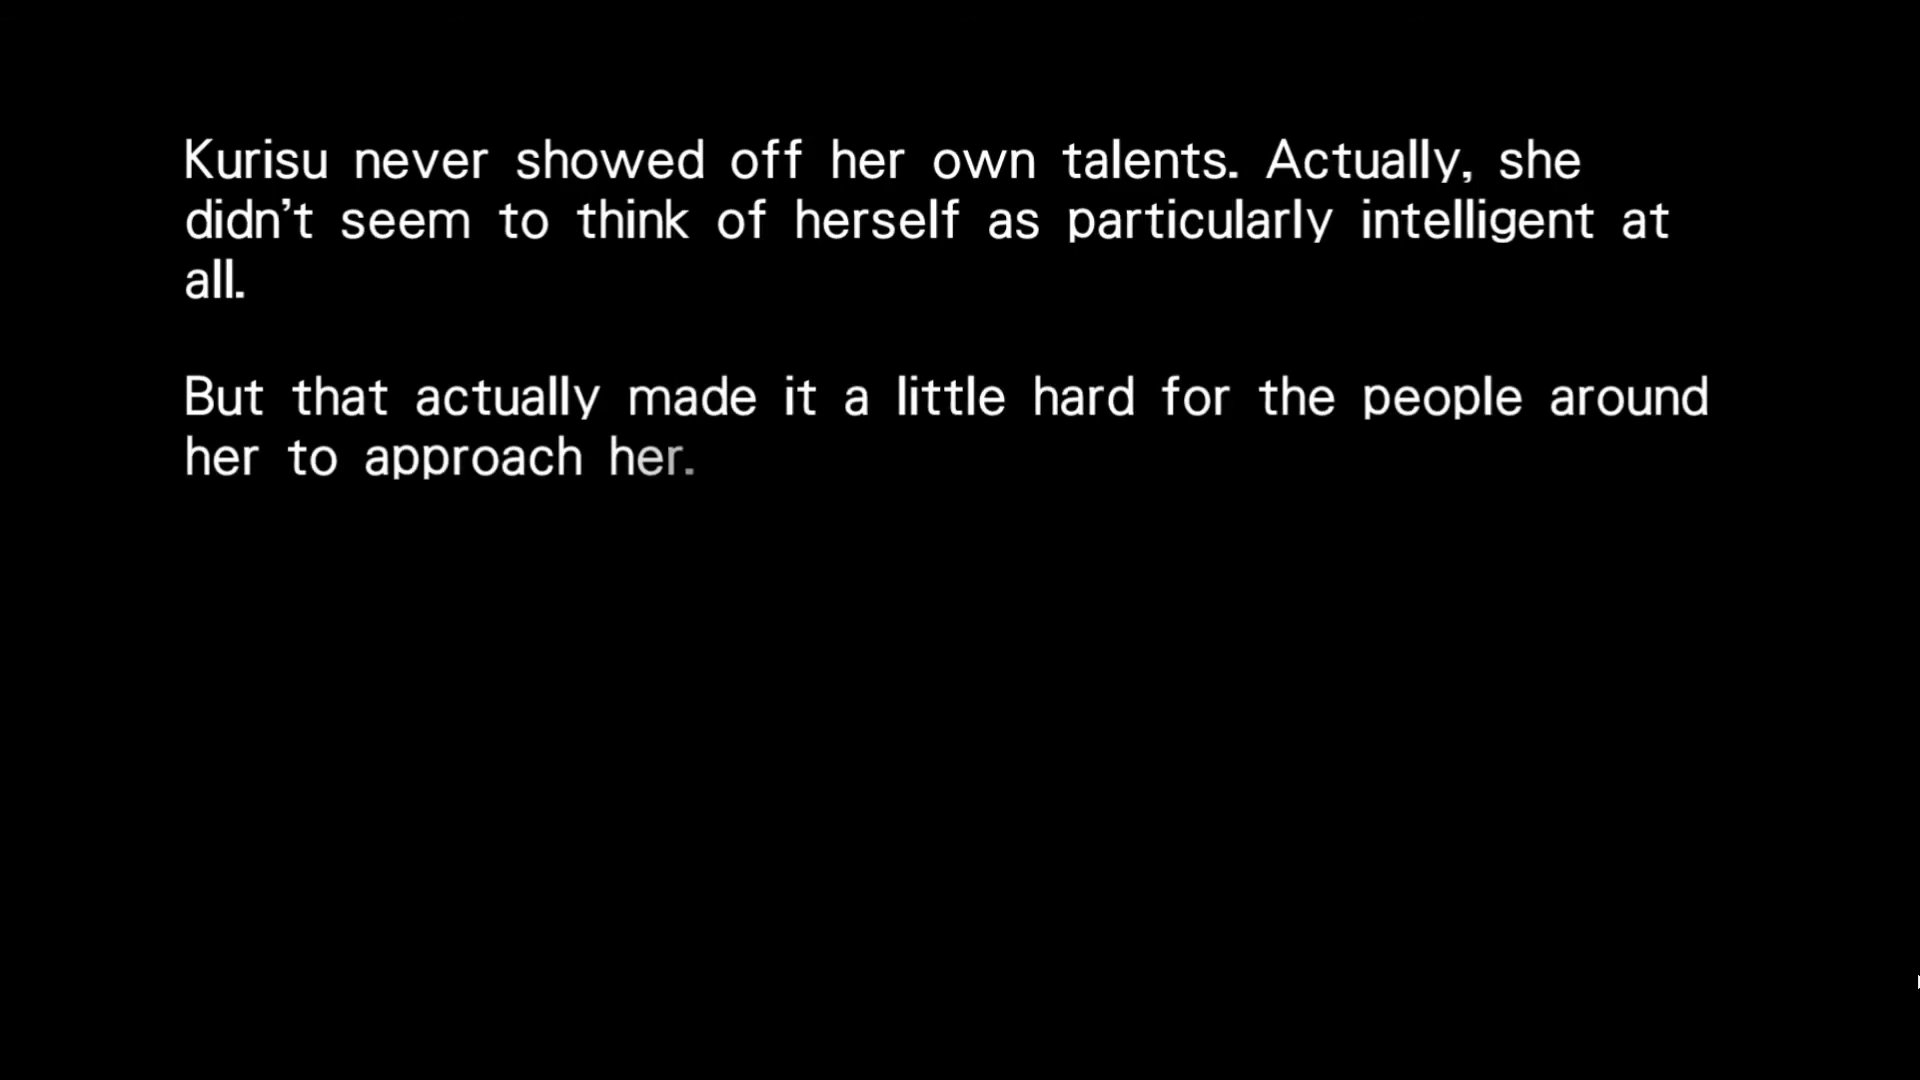 Kurisu never showed off her own talents. Actually, she
didn’t seem to think of herself as particularly intelligent at
all.
But that actually made it a little hard for the people around
her to approach her.